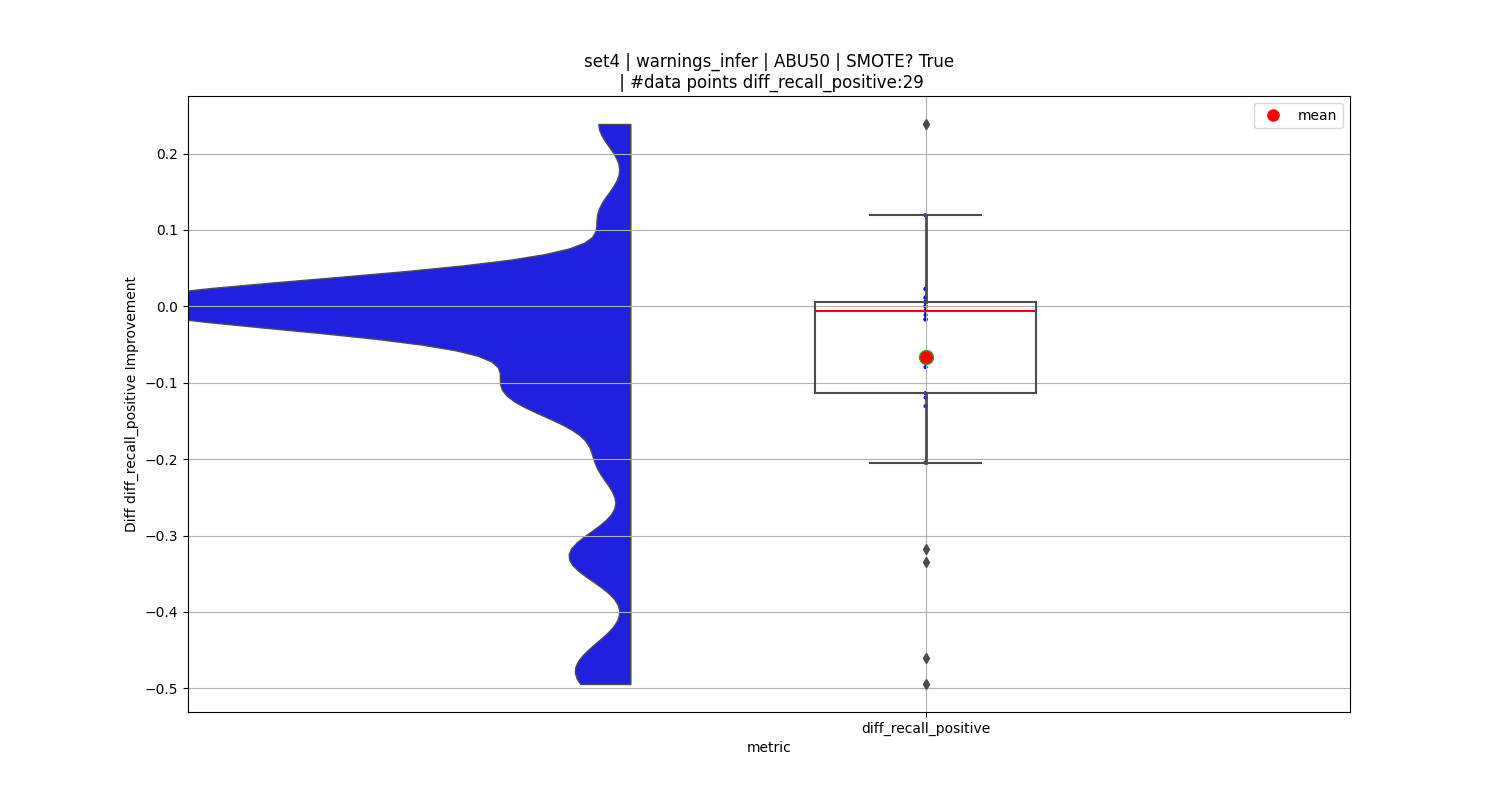 set4 | warnings_infer | ABU50 | SMOTE? True
| #data points diff_recall_positive:29
mean
0.2
0.1
0.0
−0.1
−0.2
−0.3
−0.4
−0.5
Diff diff_recall_positive Improvement
diff_recall_positive
metric